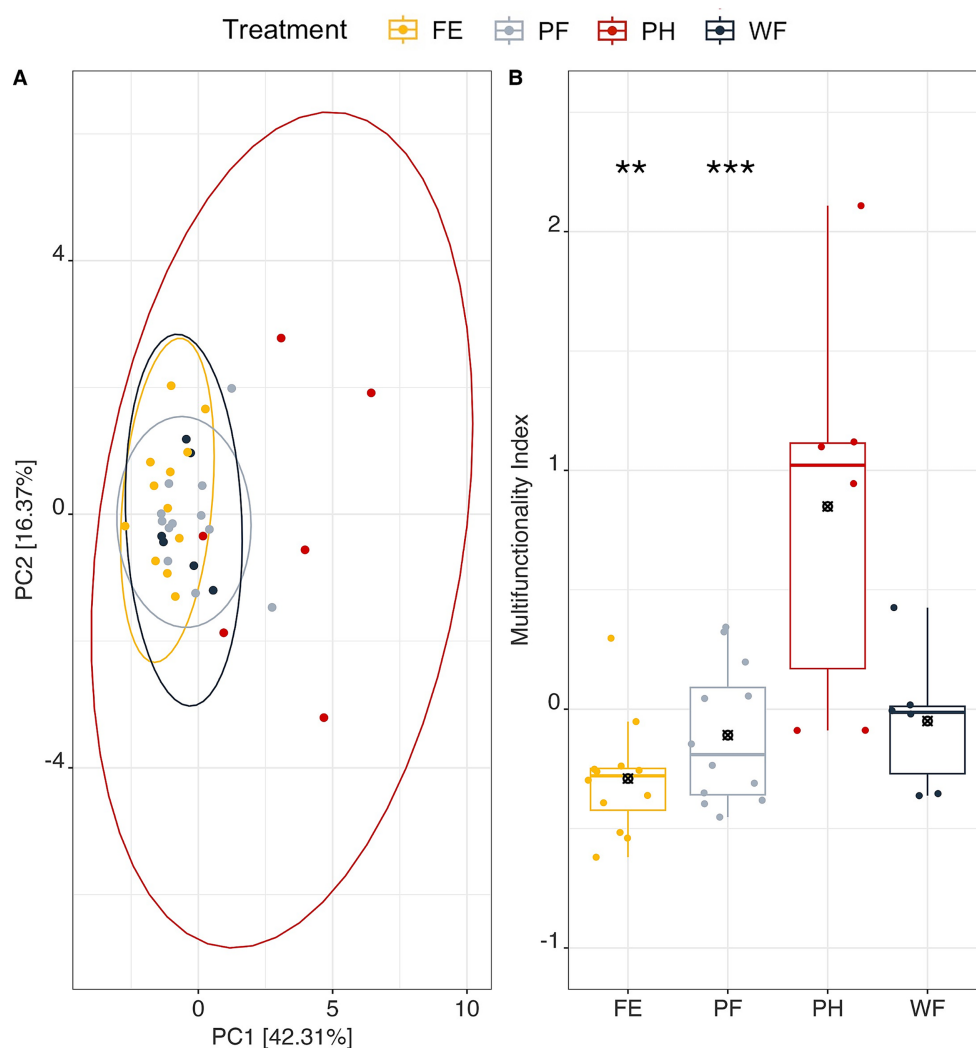 Treatment FE PF PH WF
A B
** ***
4
0
-4
PC2 [16.37%]
0 5 10
PC1 [42.31%]
2
1
0
-1
Multifunctionality Index
FE PF PH WF